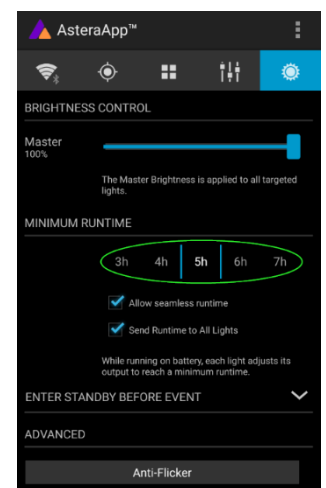 AsteraApp™
BRIGHTNESS CONTROL
Master
100%
The Master Brightness is applied to all targeted
lights.
MINIMUM RUNTIME
3h 4h 5h 6h 7h
Allow seamless runtime
Send Runtime to All Lights
While running on battery, each light adjusts its
output to reach a minimum runtime.
ENTER STANDBY BEFORE EVENT
ADVANCED
Anti-Flicker